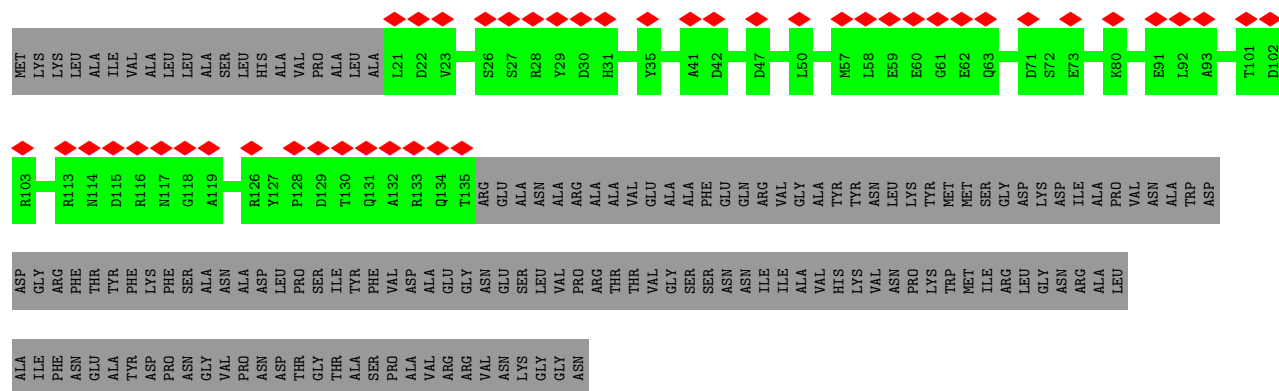 MET LYS LYS LEU ALA ILE VAL ALA LEU LEU ALA SER LEU HIS ALA VAL PRO ALA LEU ALA L21 D22 V23 S26 S27 R28 Y29 D30 H31 Y35 A41 D42 D47 L50 M57 L58 E59 E60 G61 E62 Q63 D71 S72 E73 K80 E91 L92 A93 T101 D102
R103 R113 N114 D115 R116 N117 G118 A119 R126 Y127 P128 D129 T130 Q131 A132 R133 Q134 T135 ARG GLU ALA ASN ALA ARG ALA ALA VAL GLU ALA ALA PHE GLU GLN ARG VAL GLY ALA TYR TYR ASN LEU LYS TYR MET MET SER GLY ASP LYS ASP ILE ALA PRO VAL ASN ALA TRP ASP
ASP GLY ARG PHE THR TYR PHE LYS PHE SER ALA ASN ALA ASP LEU PRO SER ILE TYR PHE VAL ASP ALA GLU GLY ASN GLU SER LEU VAL PRO ARG THR THR VAL GLY SER SER ASN ASN ILE ILE ALA VAL HIS LYS VAL ASN PRO LYS TRP MET ILE ARG LEU GLY ASN ARG ALA LEU
ALA ILE PHE ASN GLU ALA TYR ASP PRO ASN GLY VAL PRO ASN ASP THR GLY THR ALA SER PRO ALA VAL ARG ARG VAL ASN LYS GLY GLY ASN